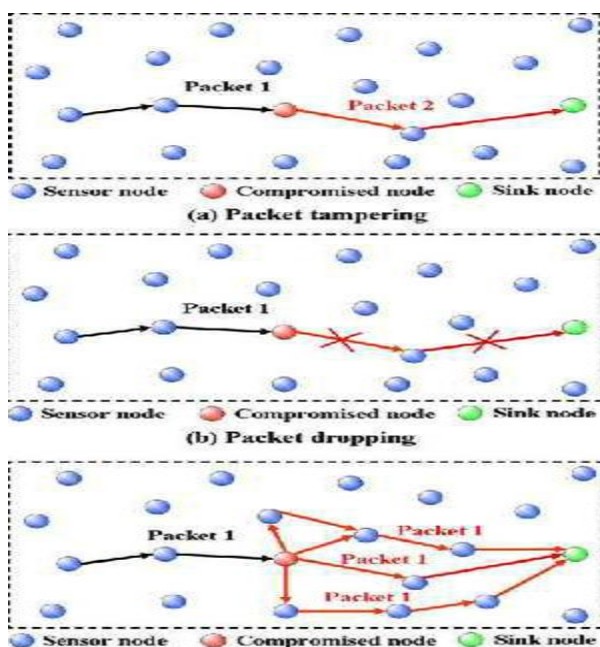 Packet 1
Packet 2
Sensor node Compromised node Sink node
(a) Packet tampering
Packet 1
Sensor node Compromised node Sink node
(b) Packet dropping
Packet 1 Packet 1
Packet 1
Packet 1
Sensor node Compromised node Sink node